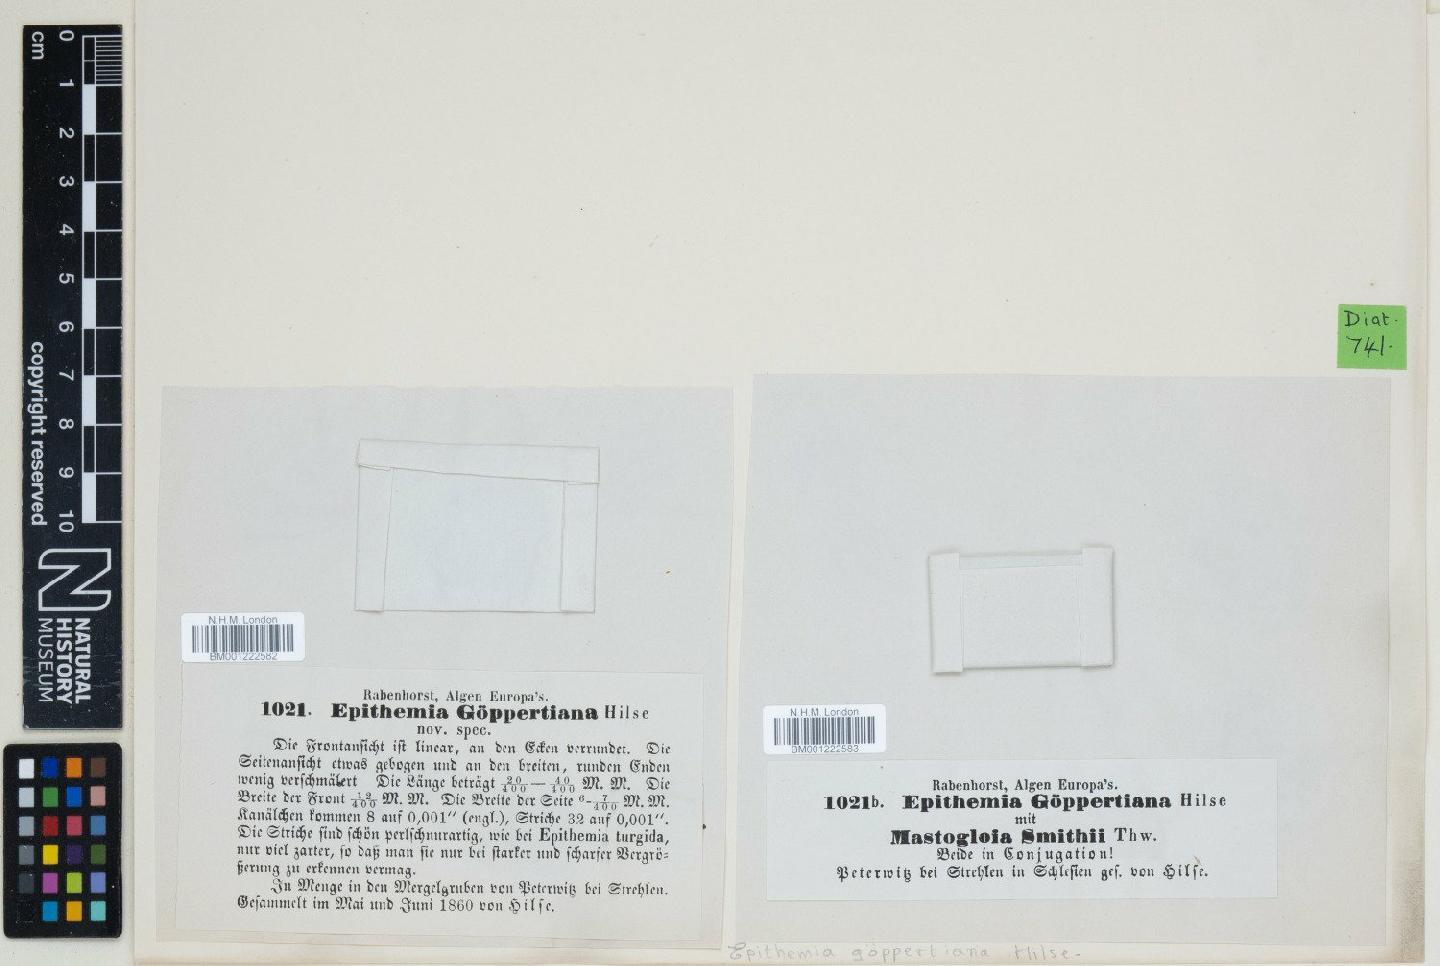 cm
0
1
2
3
4
5
6
7
8
9
10
copyright reserved
NATURAL
HISTORY
MUSEUM
Diat.
741.
N.H.M. London
BM001222582
Rabenhorst, Algen Europa's.
1021. Epithemia Göppertiana Hilse
nov. spec.
Die Frontansicht ist linear, an den Ecken verrundet. Die
Seitenansicht etwas gebogen und an den breiten, runden Enden
wenig verschmälert Die Länge beträgt 20/400 — 40/400 M. M. Die
Breite der Front 12/400 M. M. Die Breite der Seite 6-7/400 M. M.
Kanälchen kommen 8 auf 0,001″ (engl.), Striche 32 auf 0,001″.
Die Striche sind schön perlschnurartig, wie bei Epithemia turgida,
nur viel zarter, so daß man sie nur bei starker und scharfer Vergrö=
ßerung zu erkennen vermag.
In Menge in den Mergelgruben von Peterwitz bei Strehlen.
Gesammelt im Mai und Juni 1860 von Hilse.
N.H.M. London
BM001222583
Rabenhorst, Algen Europa's.
1021b. Epithemia Göppertiana Hilse
mit
Mastogloia Smithii Thw.
Beide in Conjugation!
Peterwitz bei Strehlen in Schlesien ges. von Hilse.
Epithemia göppertiana Hilse.